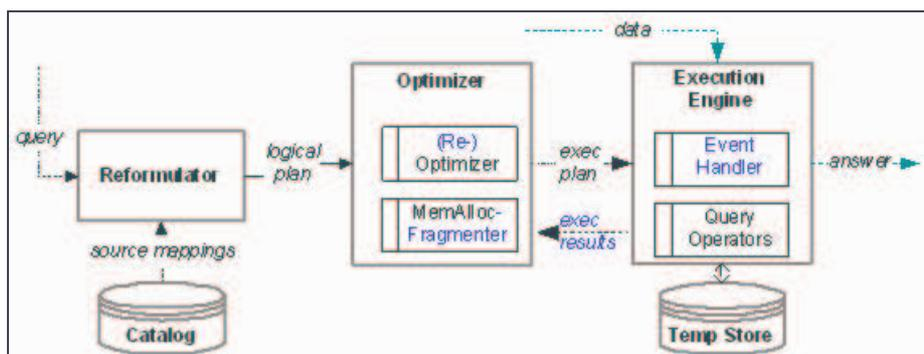 data
Optimizer
Execution
Engine
query
(Re-)
Optimizer
Event
Handler
Reformulator
logical
plan
exec
plan
answer
MemAlloc-
Fragmenter
exec
results
Query
Operators
source mappings
Catalog
Temp Store